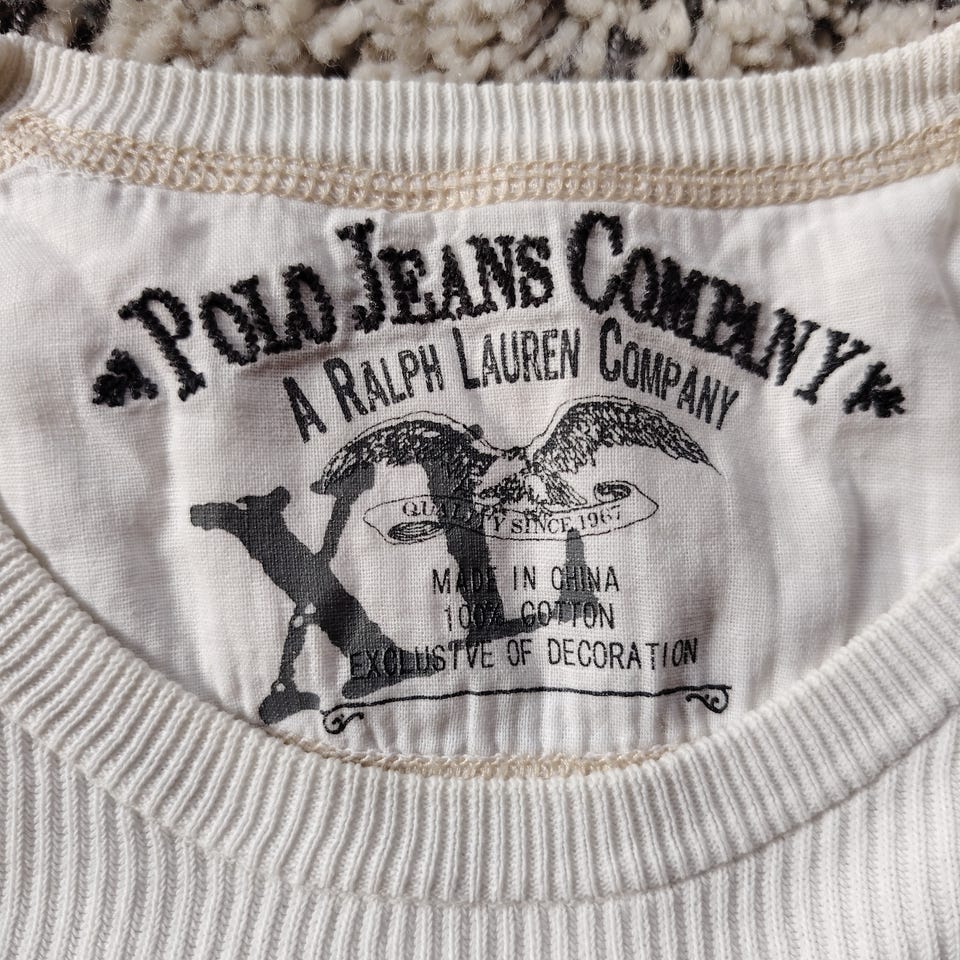 POLO JEANS COMPANY
A RALPH LAUREN COMPANY
XL
QUALITY SINCE 1967
MADE IN CHINA
100% COTTON
EXCLUSIVE OF DECORATION